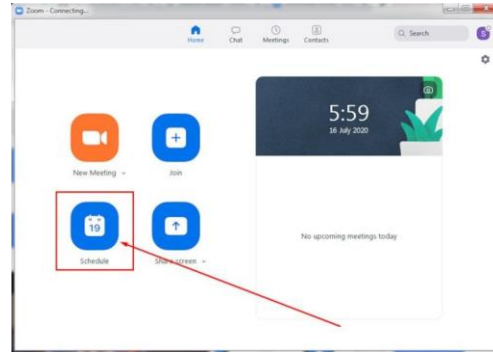 Zoom - Connecting...
Home
Chat
Meetings
Contacts
Search
S
5:59
16 July 2020
New Meeting
Join
No upcoming meetings today
19
Schedule
Share screen